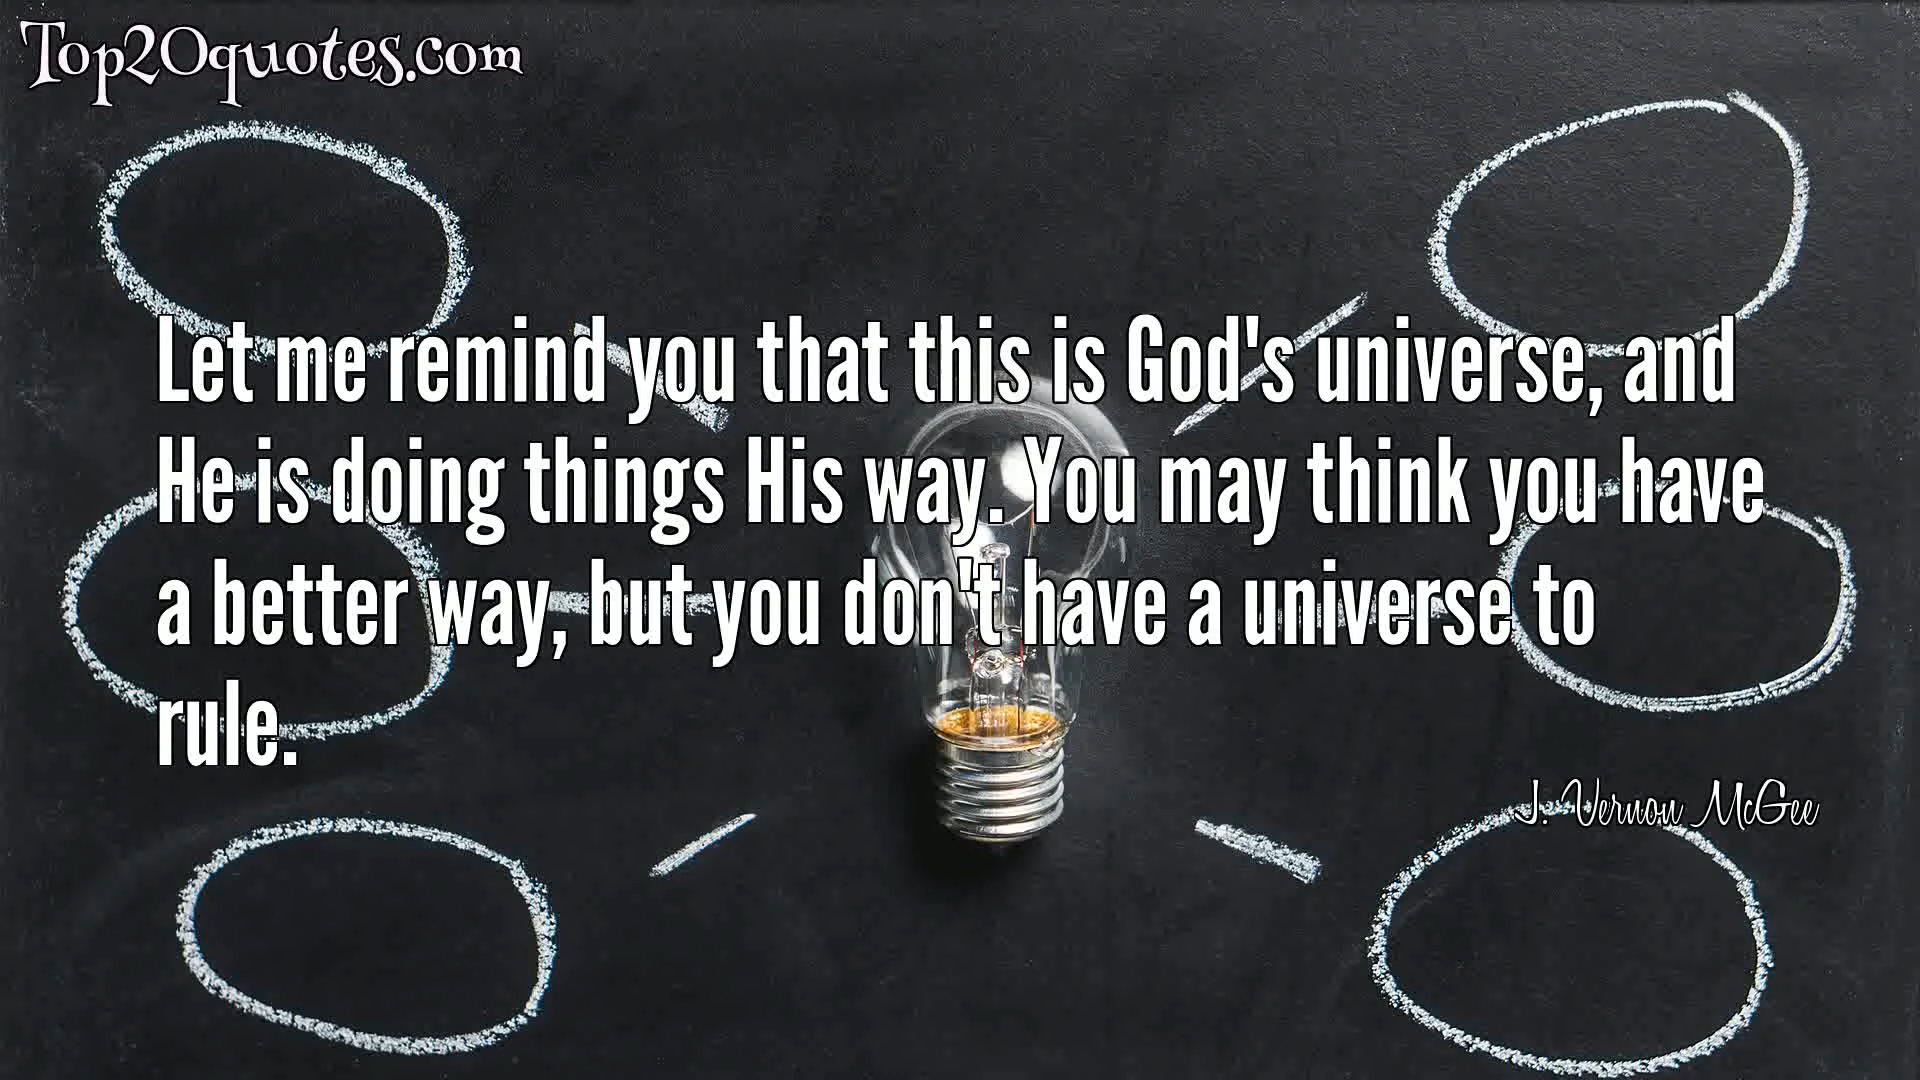 Top20quotes.com
Let me remind you that this is God's universe, and
He is doing things His way. You may think you have
a better way, but you don't have a universe to
rule.
J. Vernon McGee